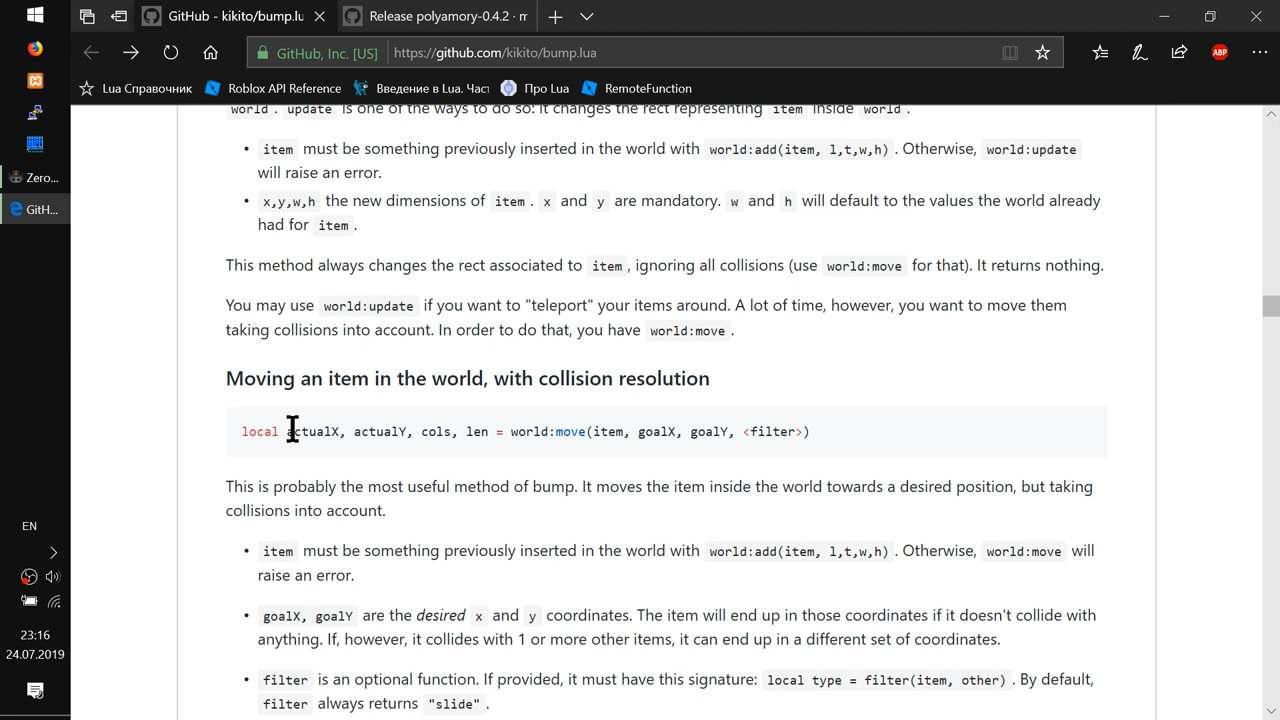 GitHub - kikito/bump.lu
Release polyamory-0.4.2 · m
GitHub, Inc. [US]
https://github.com/kikito/bump.lua
ABP
Lua Справочник
Roblox API Reference
Введение в Lua. Част
Про Lua
RemoteFunction
world . update is one of the ways to do so: it changes the rect representing item inside world .
• item must be something previously inserted in the world with world:add(item, l,t,w,h) . Otherwise, world:update
will raise an error.
• x,y,w,h the new dimensions of item . x and y are mandatory. w and h will default to the values the world already
had for item .
This method always changes the rect associated to item , ignoring all collisions (use world:move for that). It returns nothing.
You may use world:update if you want to "teleport" your items around. A lot of time, however, you want to move them
taking collisions into account. In order to do that, you have world:move .
Moving an item in the world, with collision resolution
local actualX, actualY, cols, len = world:move(item, goalX, goalY, <filter>)
This is probably the most useful method of bump. It moves the item inside the world towards a desired position, but taking
collisions into account.
• item must be something previously inserted in the world with world:add(item, l,t,w,h) . Otherwise, world:move will
raise an error.
• goalX, goalY are the desired x and y coordinates. The item will end up in those coordinates if it doesn't collide with
anything. If, however, it collides with 1 or more other items, it can end up in a different set of coordinates.
• filter is an optional function. If provided, it must have this signature: local type = filter(item, other) . By default,
filter always returns "slide" .
Zero...
GitH...
EN
23:16
24.07.2019